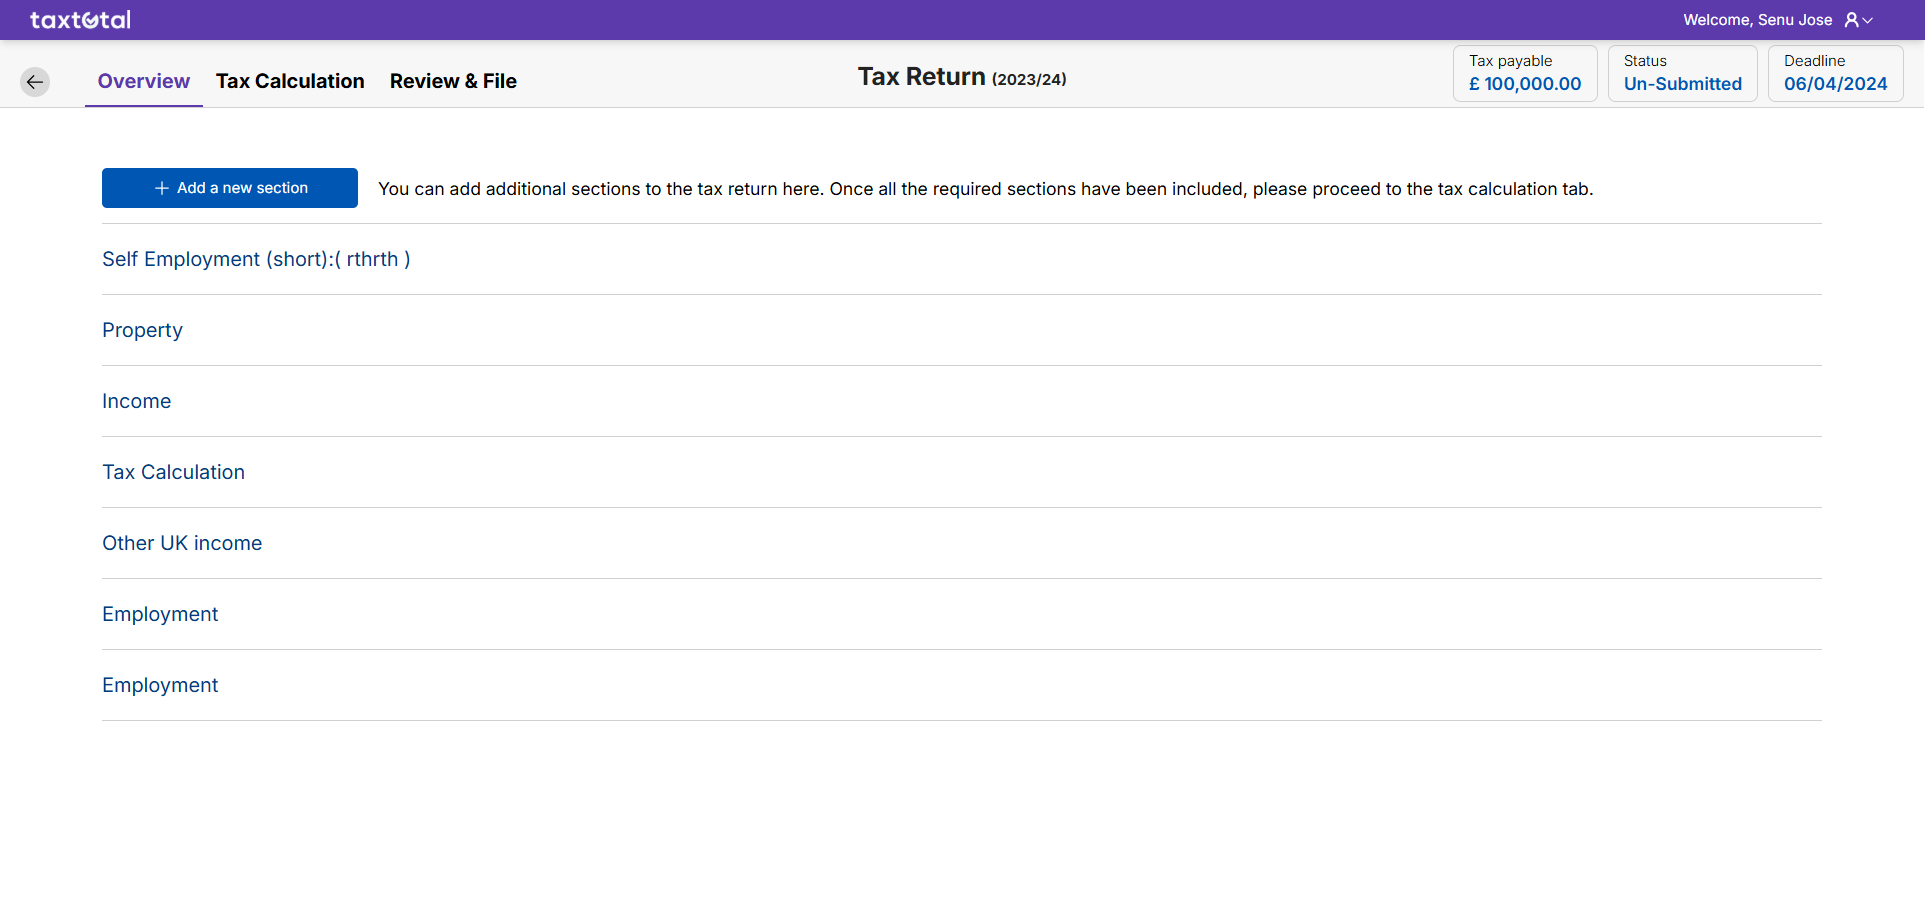 taxtotal
Welcome, Senu Jose
Overview
Tax Calculation
Review & File
Tax Return (2023/24)
Tax payable
£ 100,000.00
Status
Un-Submitted
Deadline
06/04/2024
+ Add a new section
You can add additional sections to the tax return here. Once all the required sections have been included, please proceed to the tax calculation tab.
Self Employment (short):( rthrth )
Property
Income
Tax Calculation
Other UK income
Employment
Employment